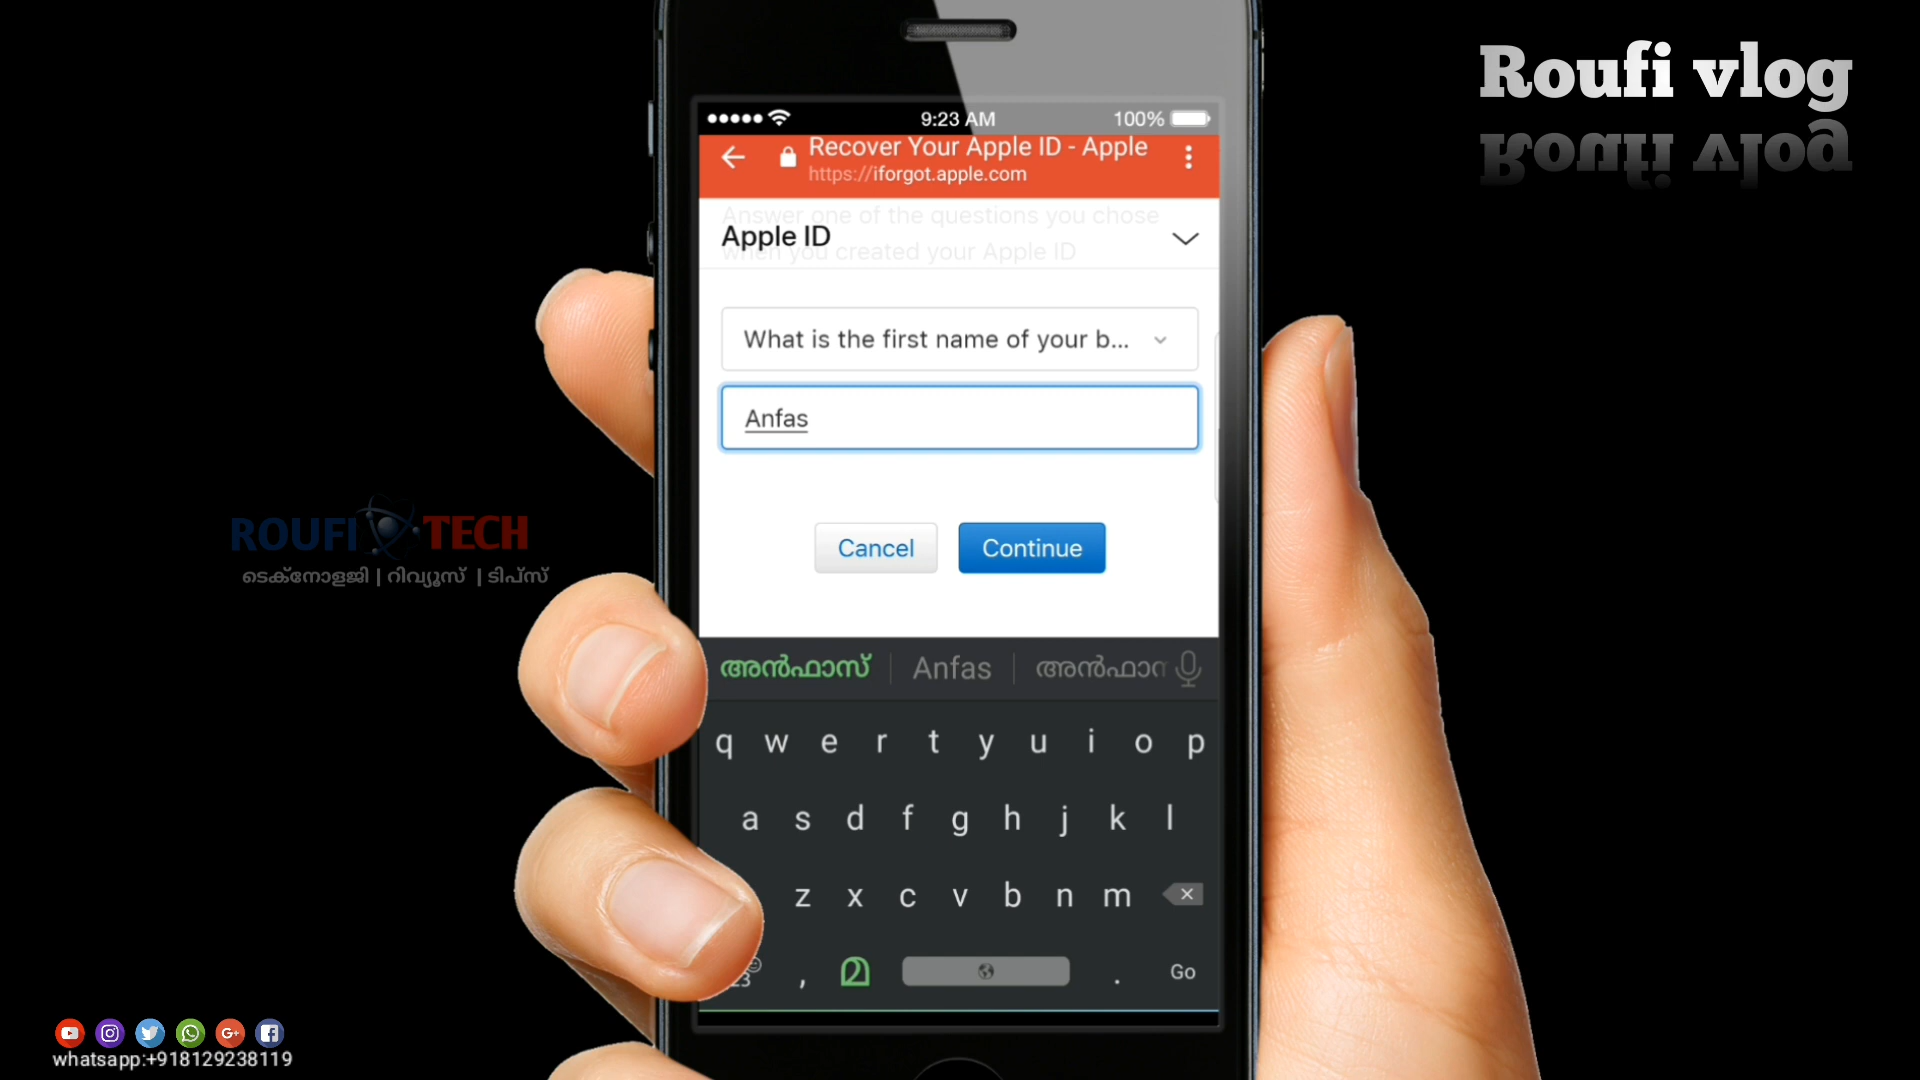 Roufi vlog
9:23 AM
100%
Recover Your Apple ID - Apple
https://iforgot.apple.com
Answer one of the questions you chose
when you created your Apple ID
Apple ID
What is the first name of your b...
Anfas
Cancel
Continue
ROUFI TECH
ടെക്നോളജി | റിവ്യൂസ് | ടിപ്സ്
അൻഫാസ്
Anfas
q w e r t y u i o p
a s d f g h j k l
z x c v b n m
, മ . Go
whatsapp:+918129238119